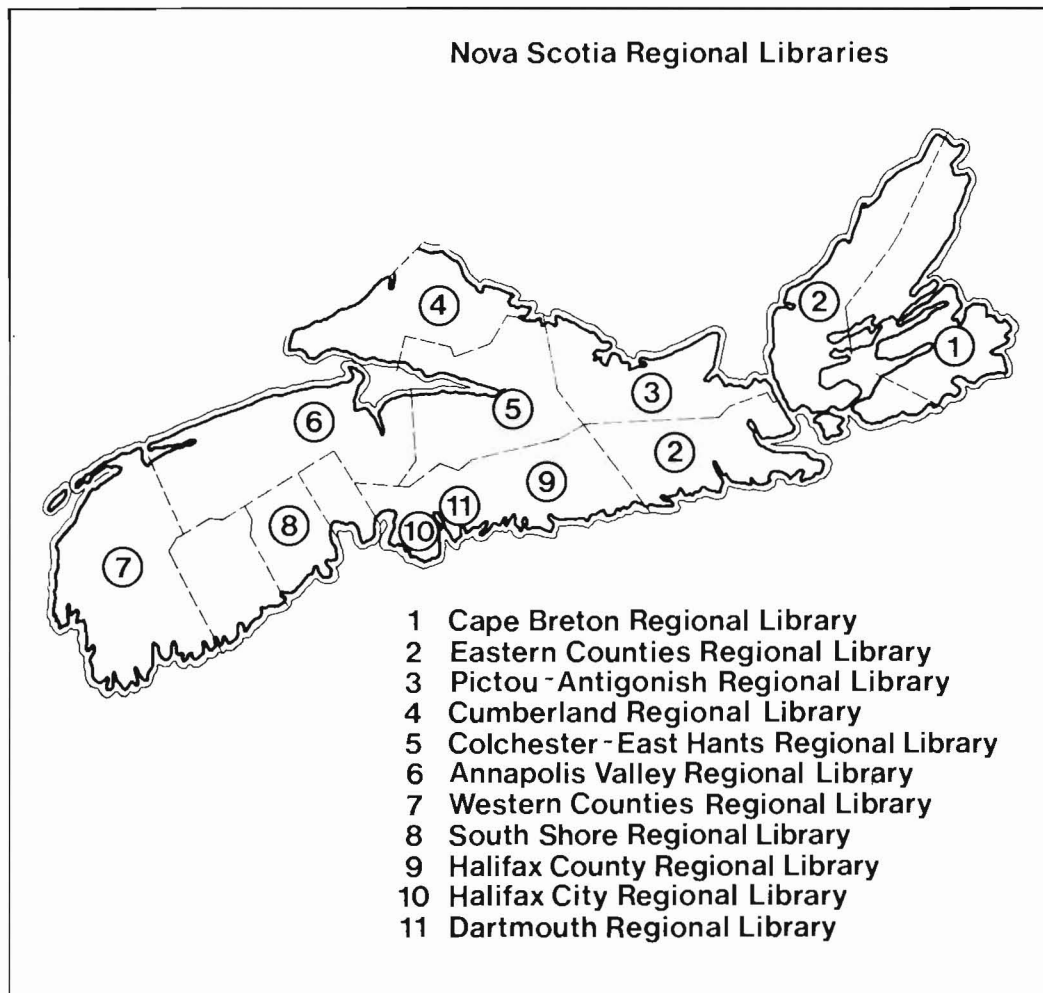 Nova Scotia Regional Libraries
4
2
1
3
5
6
2
9
11
8
10
7
1 Cape Breton Regional Library
2 Eastern Counties Regional Library
3 Pictou-Antigonish Regional Library
4 Cumberland Regional Library
5 Colchester-East Hants Regional Library
6 Annapolis Valley Regional Library
7 Western Counties Regional Library
8 South Shore Regional Library
9 Halifax County Regional Library
10 Halifax City Regional Library
11 Dartmouth Regional Library